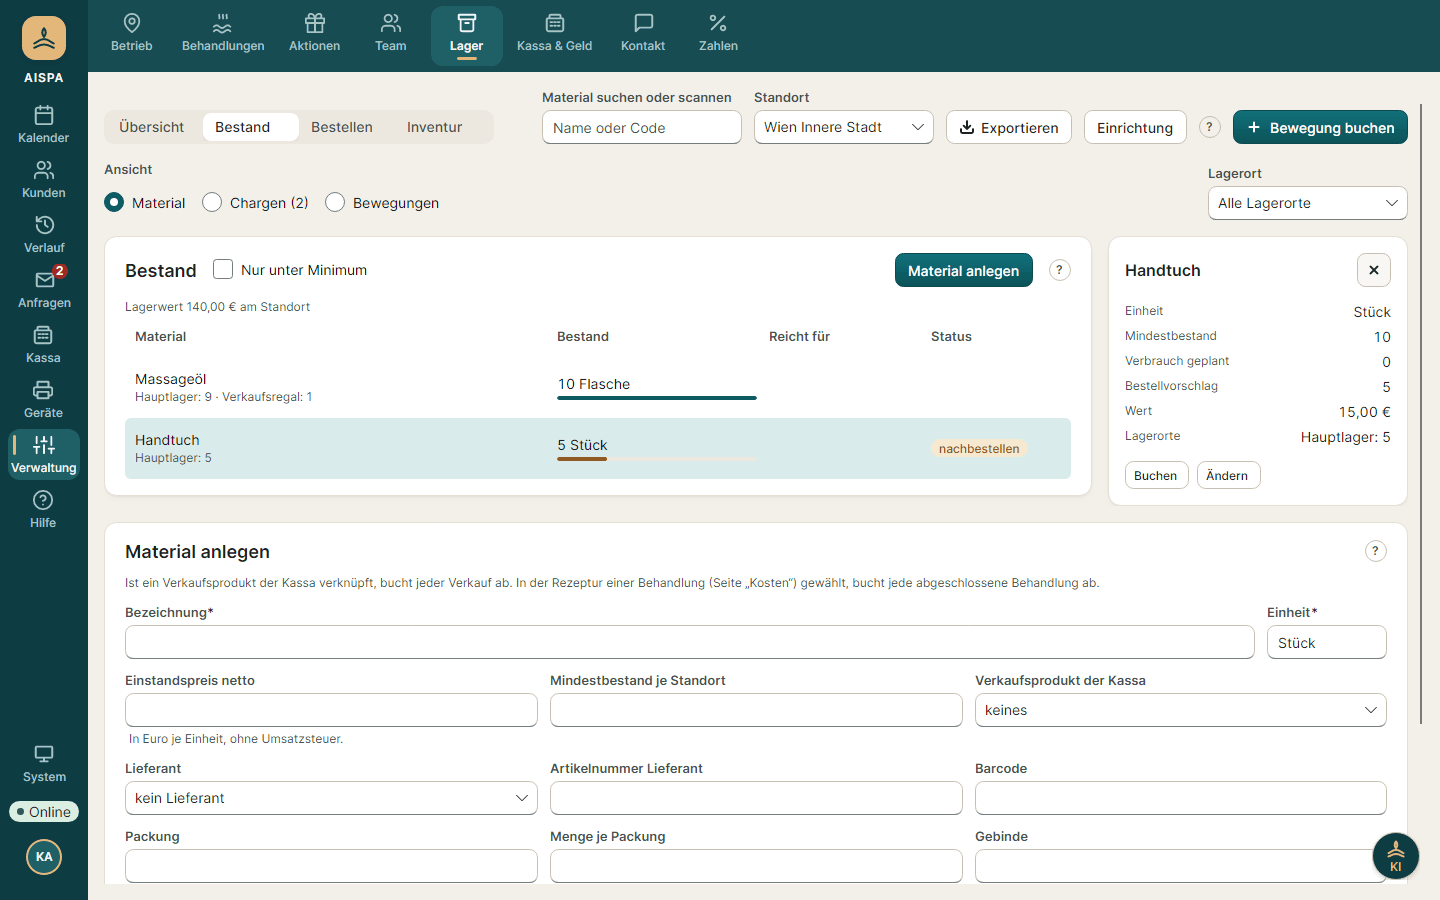 AISPA
Kalender
Kunden
Verlauf
2
Anfragen
Kassa
Geräte
Verwaltung
Hilfe
System
Online
KA
Betrieb
Behandlungen
Aktionen
Team
Lager
Kassa & Geld
Kontakt
Zahlen
Übersicht
Bestand
Bestellen
Inventur
Material suchen oder scannen
Name oder Code
Standort
Wien Innere Stadt
Exportieren
Einrichtung
?
+ Bewegung buchen
Ansicht
Material
Chargen (2)
Bewegungen
Lagerort
Alle Lagerorte
Bestand
Nur unter Minimum
Material anlegen
?
Lagerwert 140,00 € am Standort
Material Bestand Reicht für Status
Massageöl
Hauptlager: 9 · Verkaufsregal: 1
10 Flasche
Handtuch
Hauptlager: 5
5 Stück
nachbestellen
Handtuch
Einheit Stück
Mindestbestand 10
Verbrauch geplant 0
Bestellvorschlag 5
Wert 15,00 €
Lagerorte Hauptlager: 5
Buchen
Ändern
Material anlegen
?
Ist ein Verkaufsprodukt der Kassa verknüpft, bucht jeder Verkauf ab. In der Rezeptur einer Behandlung (Seite „Kosten“) gewählt, bucht jede abgeschlossene Behandlung ab.
Bezeichnung*
Einheit*
Stück
Einstandspreis netto
In Euro je Einheit, ohne Umsatzsteuer.
Mindestbestand je Standort
Verkaufsprodukt der Kassa
keines
Lieferant
kein Lieferant
Artikelnummer Lieferant
Barcode
Packung
Menge je Packung
Gebinde
KI